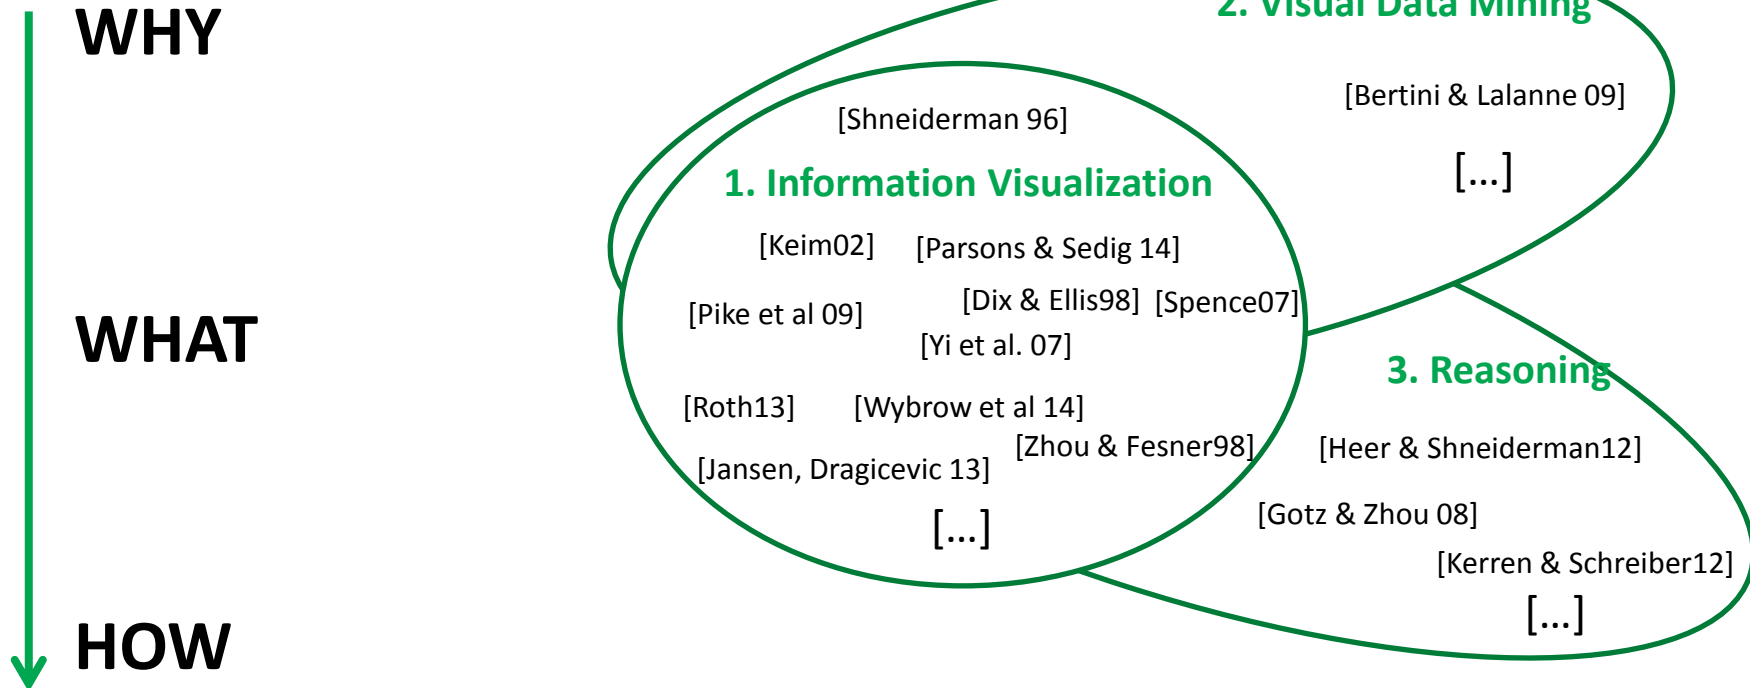 WHY
WHAT
HOW
2. Visual Data Mining
[Bertini & Lalanne 09]
[...]
[Shneiderman 96]
1. Information Visualization
[Keim02]
[Parsons & Sedig 14]
[Pike et al 09]
[Dix & Ellis98]
[Spence07]
[Yi et al. 07]
[Roth13]
[Wybrow et al 14]
[Zhou & Fesner98]
[Jansen, Dragicevic 13]
[...]
3. Reasoning
[Heer & Shneiderman12]
[Gotz & Zhou 08]
[Kerren & Schreiber12]
[...]